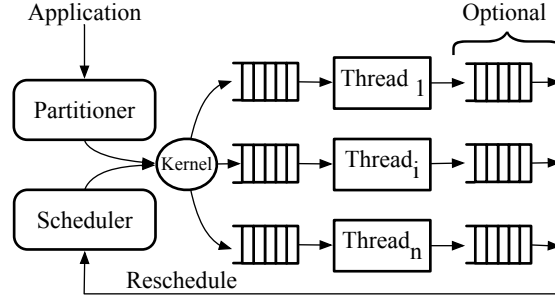 Application
Optional
Partitioner
Kernel
Scheduler
Thread 1
Thread i
Thread n
Reschedule